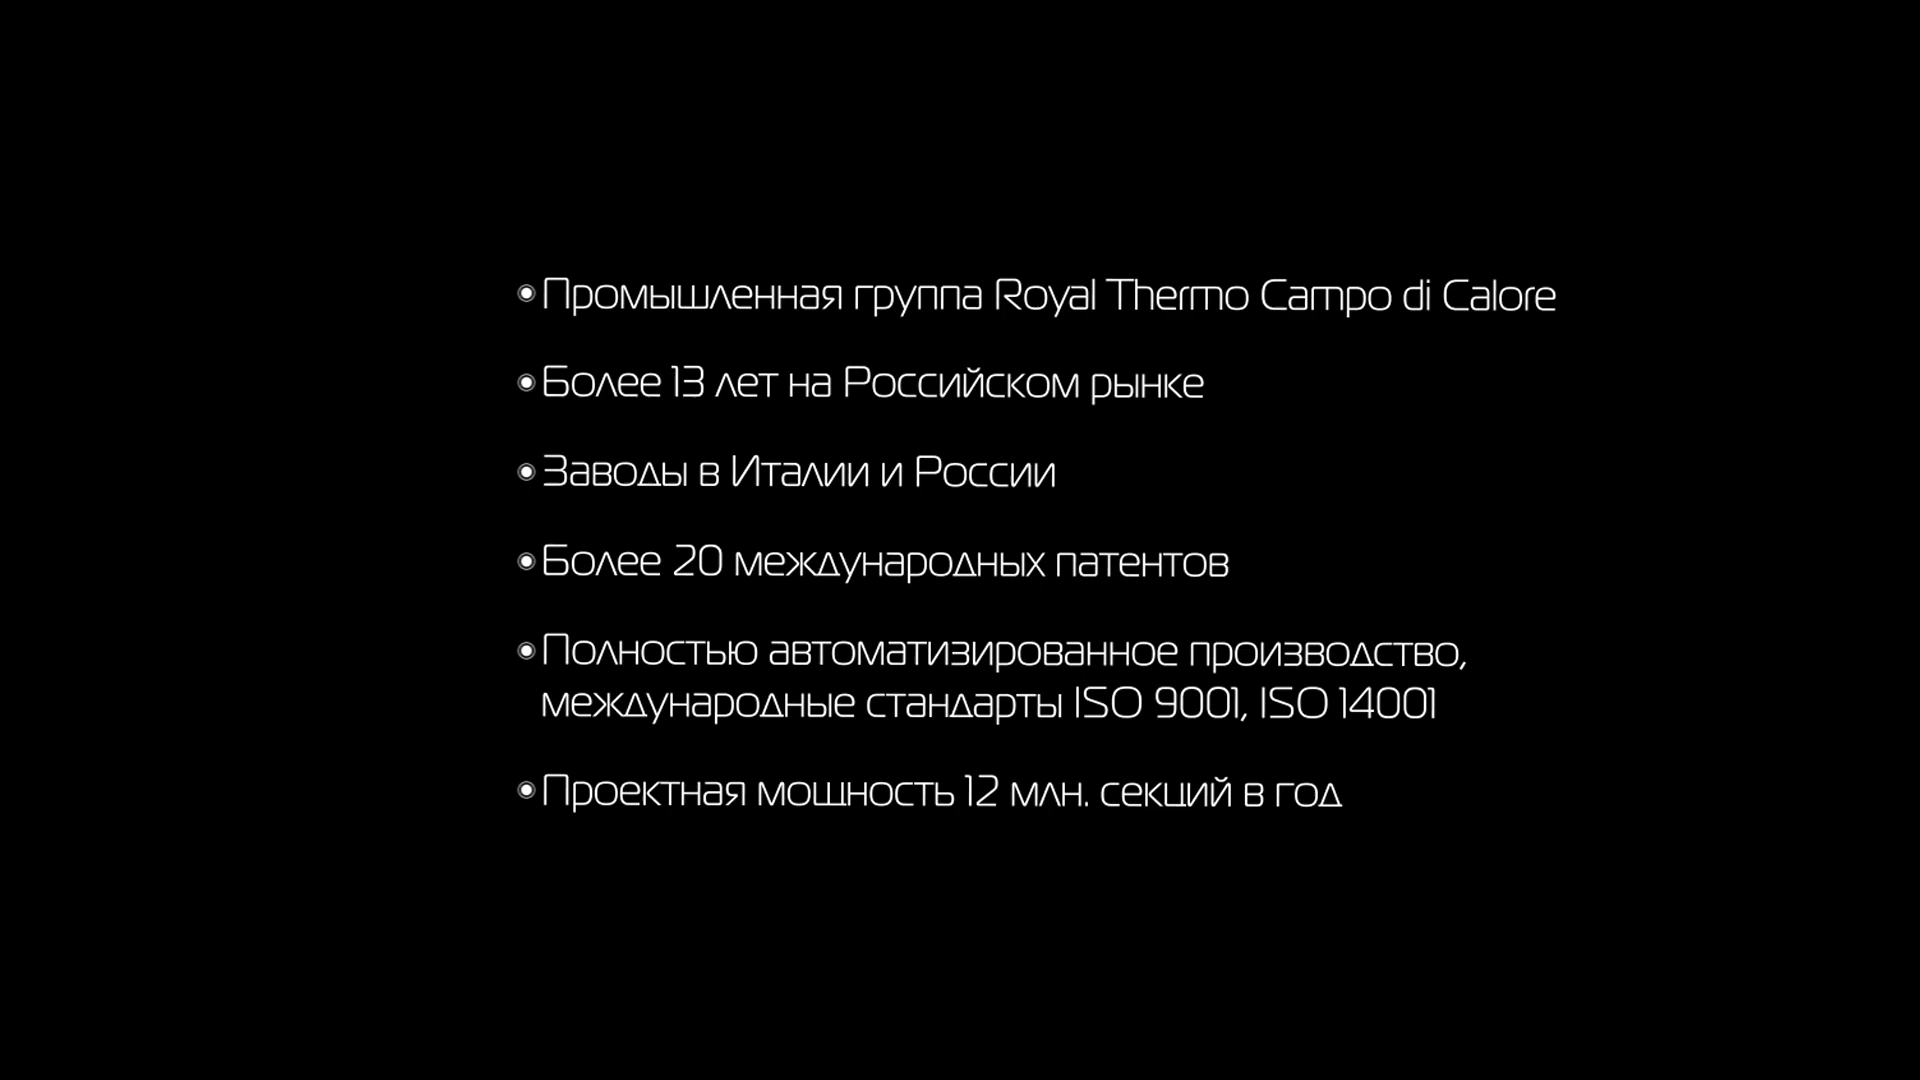 • Промышленная группа Royal Thermo Campo di Calore
• Более 13 лет на Российском рынке
• Заводы в Италии и России
• Более 20 международных патентов
• Полностью автоматизированное производство,
международные стандарты ISO 9001, ISO 14001
• Проектная мощность 12 млн. секций в год